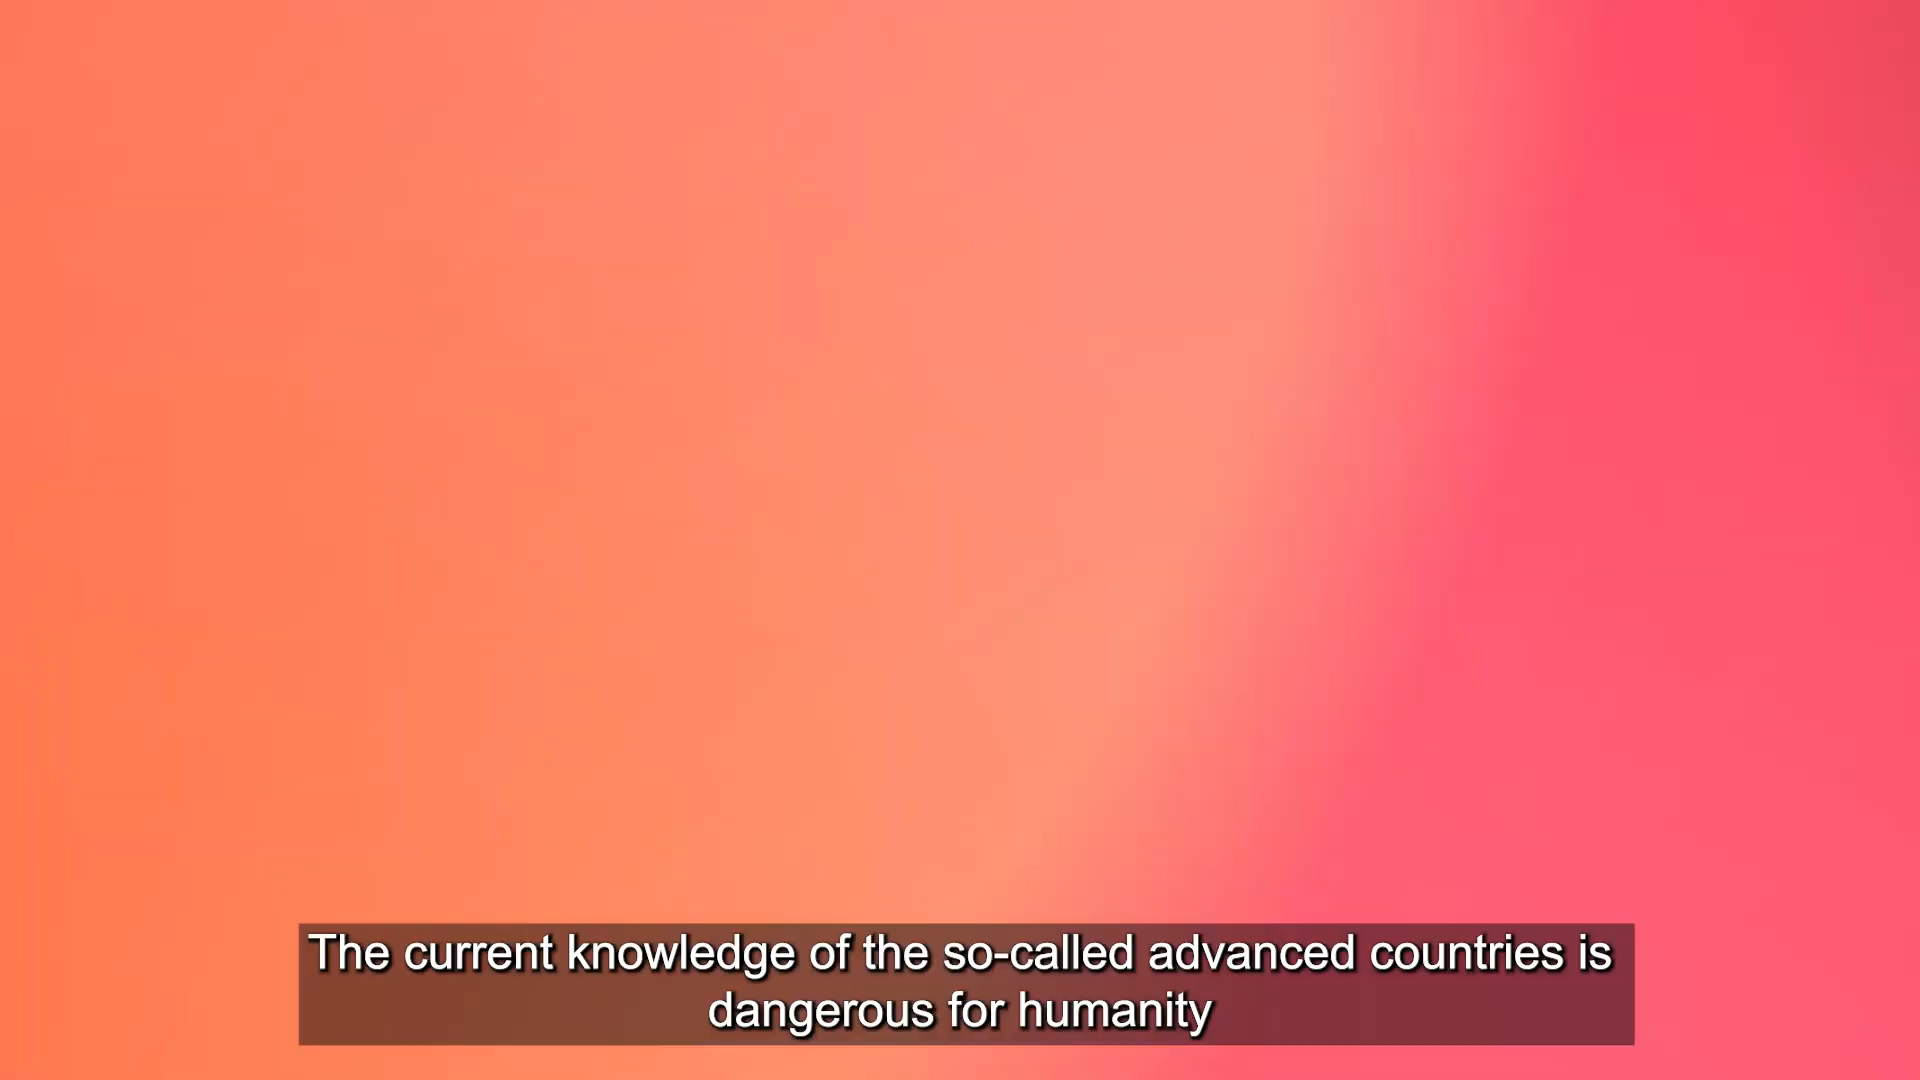 The current knowledge of the so-called advanced countries is
dangerous for humanity